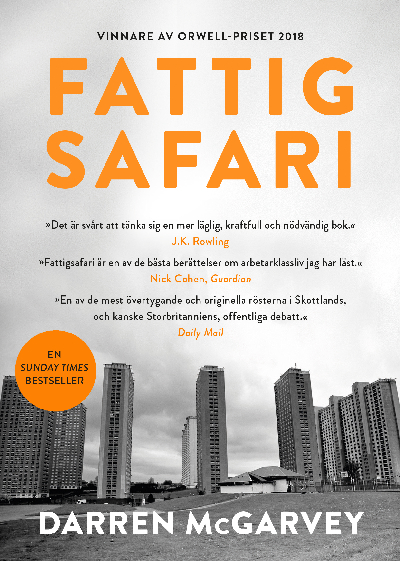 VINNARE AV ORWELL-PRISET 2018
FATTIG
SAFARI
»Det är svårt att tänka sig en mer läglig, kraftfull och nödvändig bok.«
J.K. Rowling
»Fattigsafari är en av de bästa berättelser om arbetarklassliv jag har läst.«
Nick Cohen, Guardian
»En av de mest övertygande och originella rösterna i Skottlands,
och kanske Storbritanniens, offentliga debatt.«
Daily Mail
EN
SUNDAY TIMES
BESTSELLER
DARREN McGARVEY